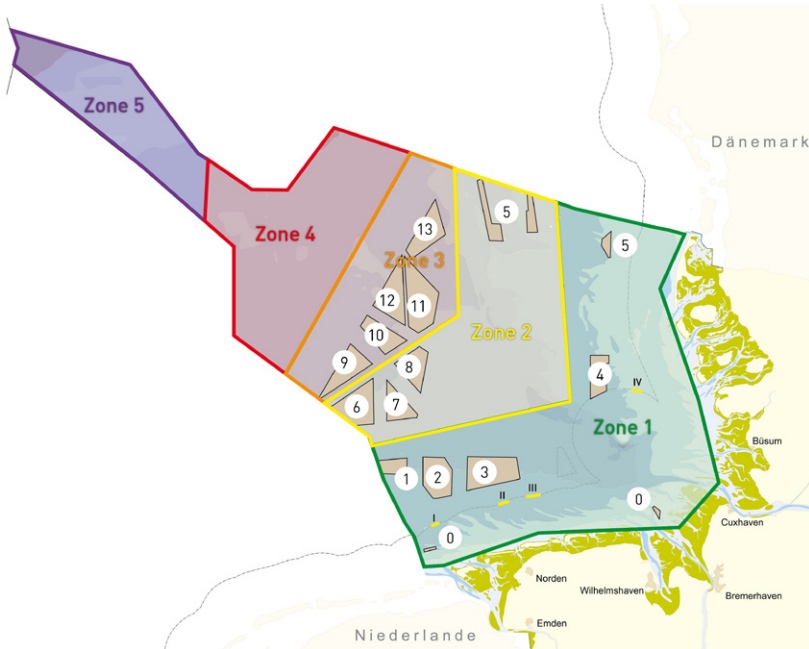 Zone 5
Dänemark
5
13
Zone 4
5
Zone 3
12
11
10
Zone 2
9
8
4
IV
6
7
Zone 1
Büsum
1
2
3
III
II
0
I
Cuxhaven
0
Norden
Wilhelmshaven
Bremerhaven
Emden
Niederlande